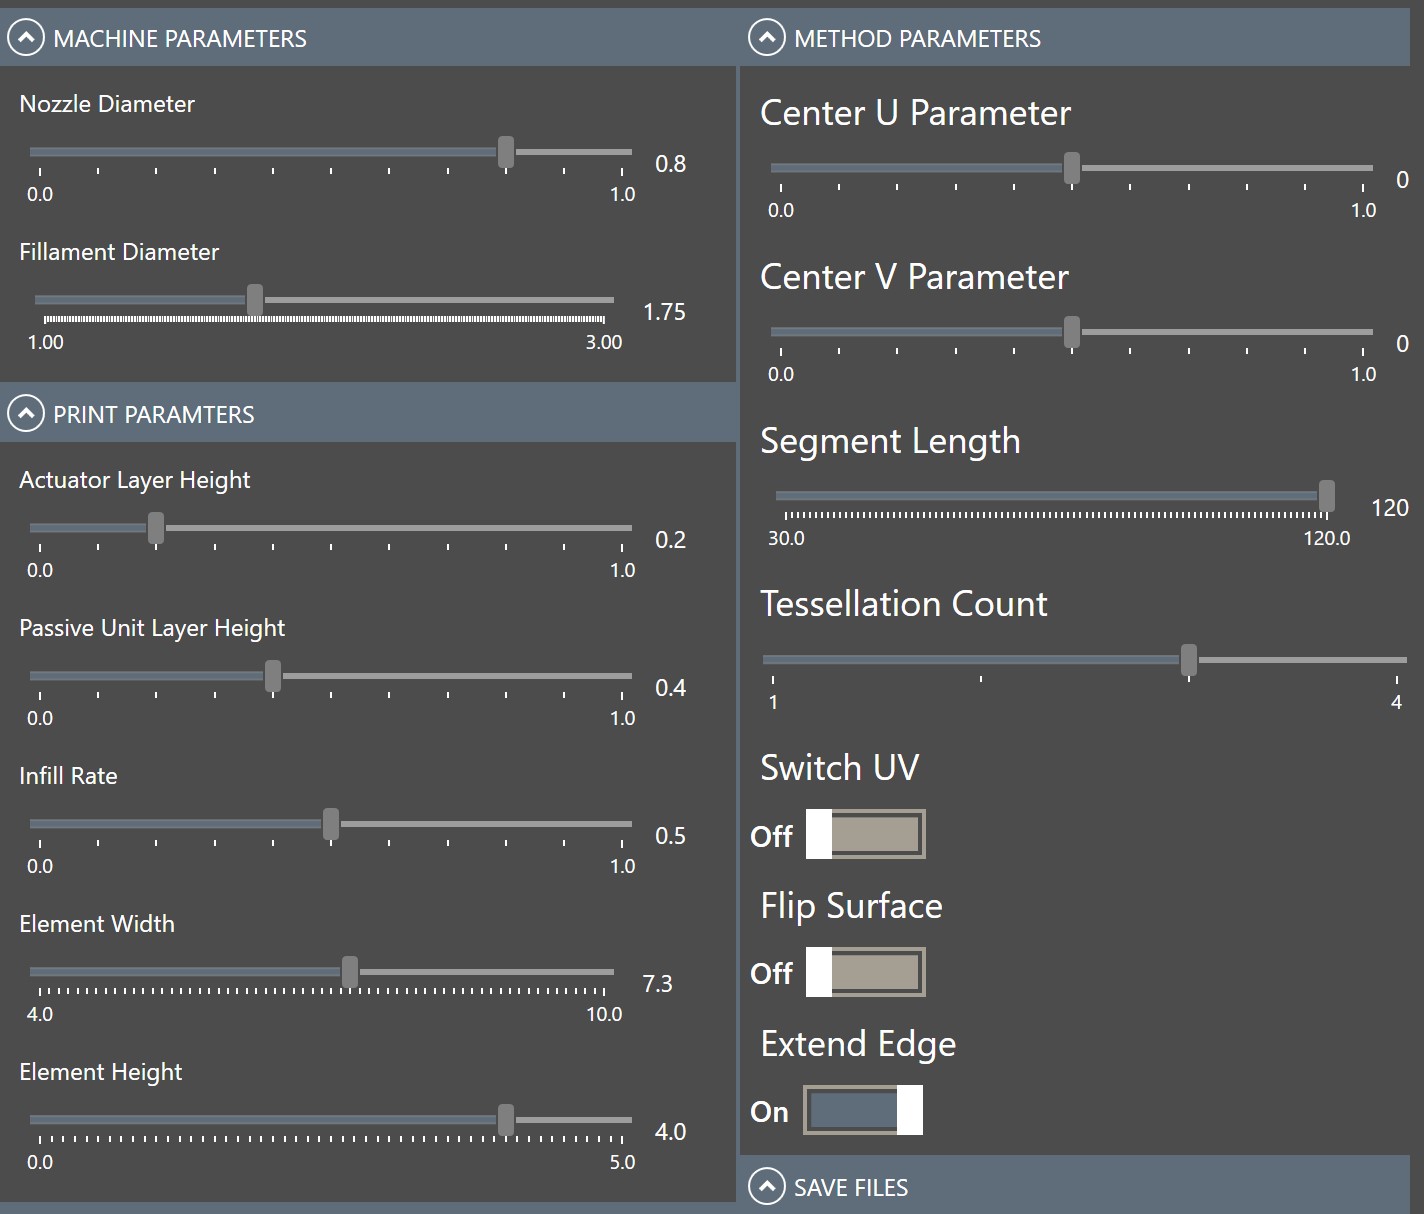 MACHINE PARAMETERS
Nozzle Diameter
0.8
0.0 1.0
Fillament Diameter
1.75
1.00 3.00
PRINT PARAMTERS
Actuator Layer Height
0.2
0.0 1.0
Passive Unit Layer Height
0.4
0.0 1.0
Infill Rate
0.5
0.0 1.0
Element Width
7.3
4.0 10.0
Element Height
4.0
0.0 5.0
METHOD PARAMETERS
Center U Parameter
0
0.0 1.0
Center V Parameter
0
0.0 1.0
Segment Length
120
30.0 120.0
Tessellation Count
1 4
Switch UV
Off
Flip Surface
Off
Extend Edge
On
SAVE FILES